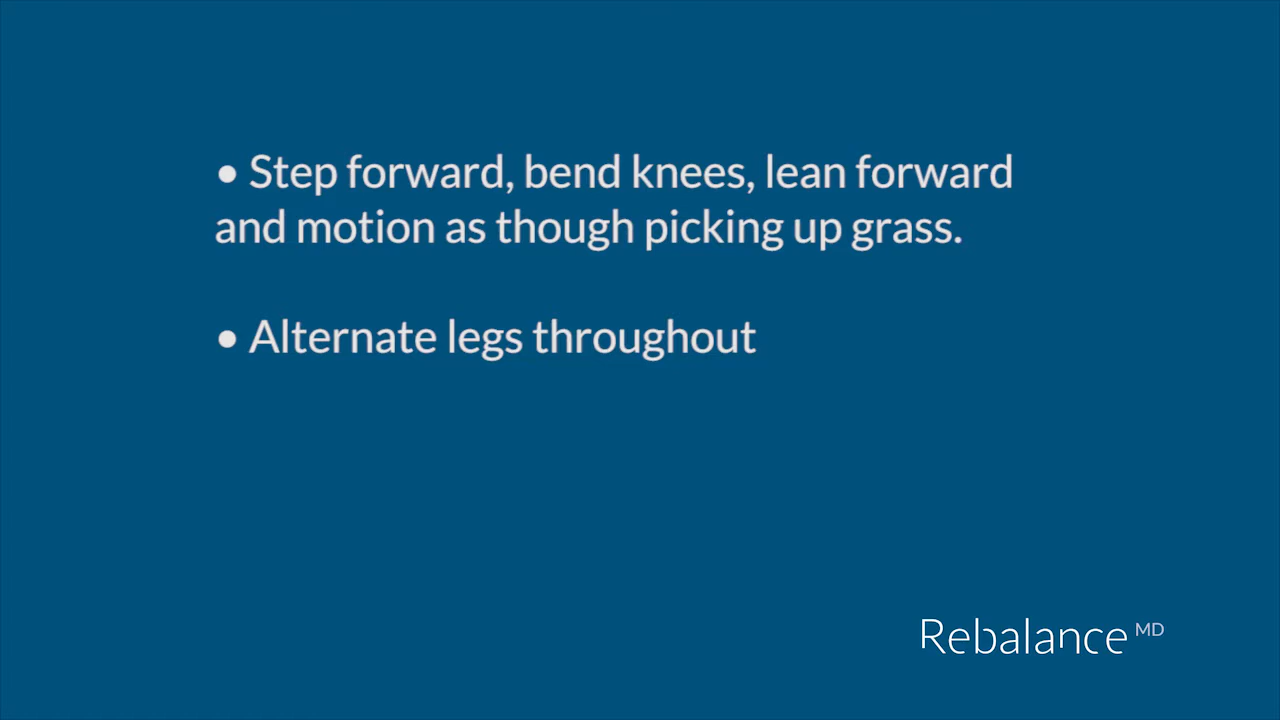 • Step forward, bend knees, lean forward
and motion as though picking up grass.
• Alternate legs throughout
Rebalance MD